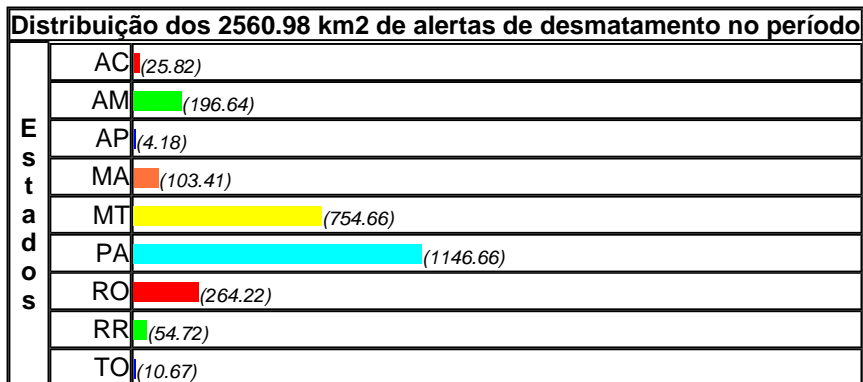 Distribuição dos 2560.98 km2 de alertas de desmatamento no período
Estados
AC (25.82)
AM (196.64)
AP (4.18)
MA (103.41)
MT (754.66)
PA (1146.66)
RO (264.22)
RR (54.72)
TO (10.67)